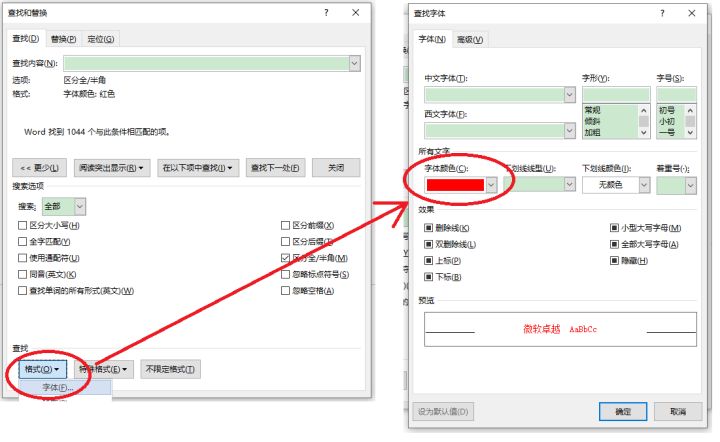 查找和替换
查找(D) 替换(P) 定位(G)
查找内容(N):
选项: 区分全/半角
格式: 字体颜色: 红色
Word 找到 1044 个与此条件相匹配的项。
<< 更少(L) 阅读突出显示(R) 在以下项中查找(I) 查找下一处(F) 关闭
搜索选项
搜索: 全部
区分大小写(H) 区分前缀(X)
全字匹配(Y) 区分后缀(T)
使用通配符(U) 区分全/半角(M)
同音(英文)(K) 忽略标点符号(S)
查找单词的所有形式(英文)(W) 忽略空格(A)
查找
格式(O) 特殊格式(E) 不限定格式(T)
字体(F)...
查找字体
字体(N) 高级(V)
中文字体(T): 字形(Y): 字号(S):
西文字体(F):
常规 初号
倾斜 小初
加粗 一号
所有文字
字体颜色(C): 下划线线型(U): 下划线颜色(I): 着重号(·):
无颜色
效果
删除线(K) 小型大写字母(M)
双删除线(L) 全部大写字母(A)
上标(P) 隐藏(H)
下标(B)
预览
微软卓越 AaBbCc
设为默认值(D) 确定 取消